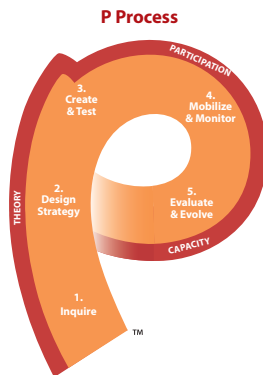 P Process
PARTICIPATION
3.
Create
& Test
4.
Mobilize
& Monitor
THEORY
2.
Design
Strategy
5.
Evaluate
& Evolve
CAPACITY
1.
Inquire
TM